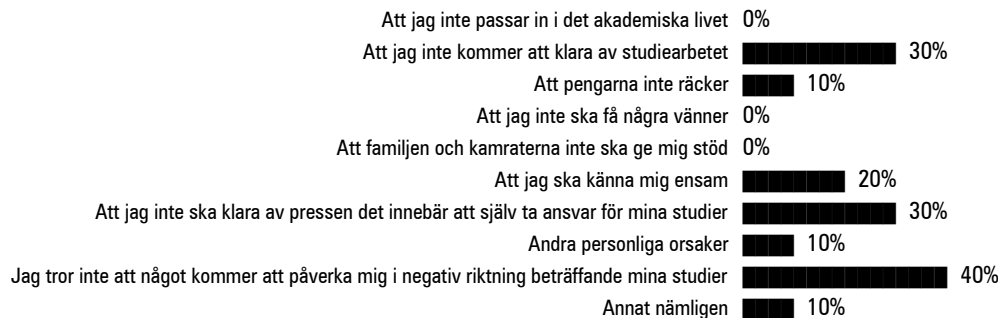 Att jag inte passar in i det akademiska livet 0%
Att jag inte kommer att klara av studiearbetet 30%
Att pengarna inte räcker 10%
Att jag inte ska få några vänner 0%
Att familjen och kamraterna inte ska ge mig stöd 0%
Att jag ska känna mig ensam 20%
Att jag inte ska klara av pressen det innebär att själv ta ansvar för mina studier 30%
Andra personliga orsaker 10%
Jag tror inte att något kommer att påverka mig i negativ riktning beträffande mina studier 40%
Annat nämligen 10%